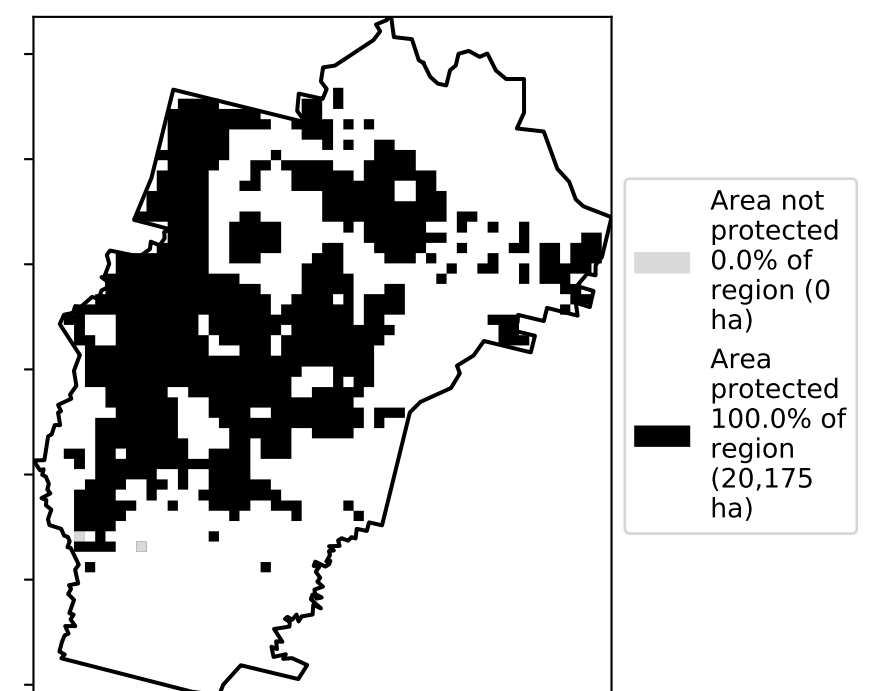 Area not
protected
0.0% of
region (0
ha)
Area
protected
100.0% of
region
(20,175
ha)